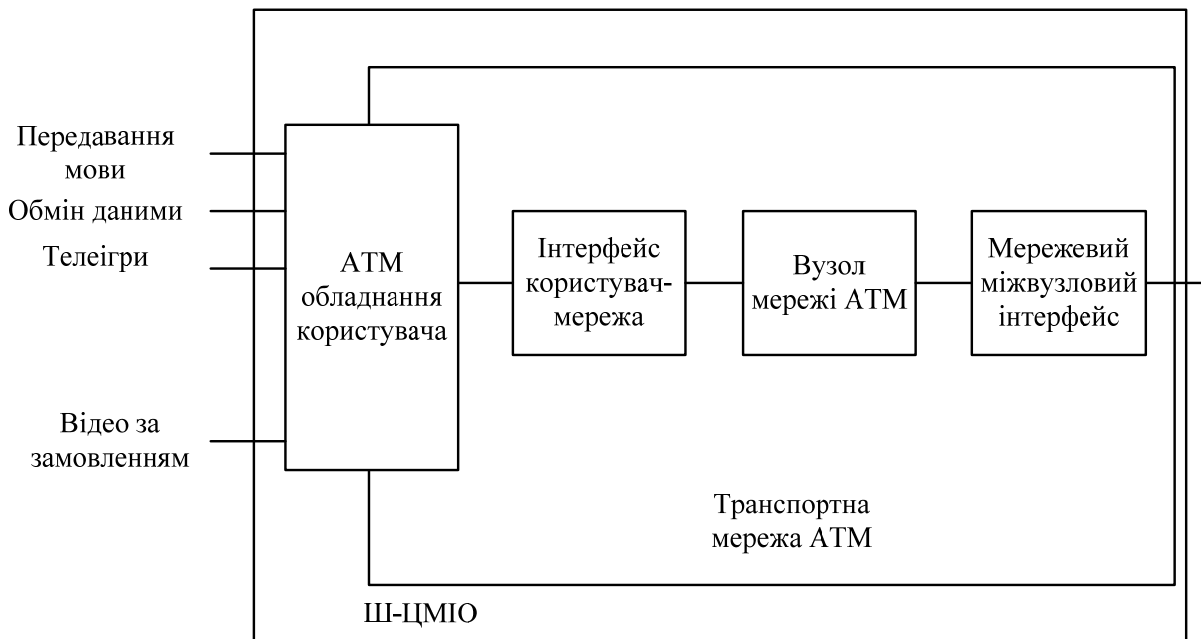 Передавання
мови
Обмін даними
Телеігри
Відео за
замовленням
АТМ
обладнання
користувача
Інтерфейс
користувач-
мережа
Вузол
мережі АТМ
Мережевий
міжвузловий
інтерфейс
Транспортна
мережа АТМ
Ш-ЦМІО